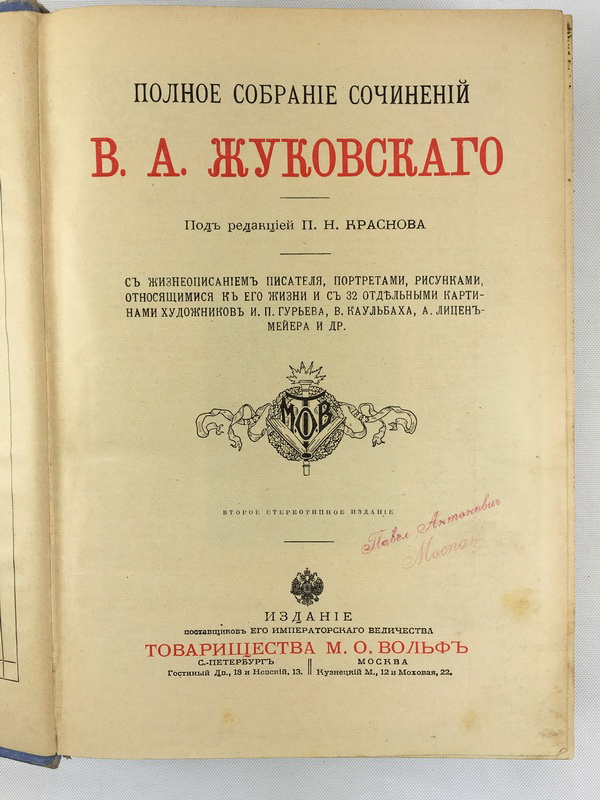 ПОЛНОЕ СОБРАНІЕ СОЧИНЕНІЙ
В. А. ЖУКОВСКАГО
Подъ редакціей П. Н. КРАСНОВА
СЪ ЖИЗНЕОПИСАНІЕМЪ ПИСАТЕЛЯ, ПОРТРЕТАМИ, РИСУНКАМИ,
ОТНОСЯЩИМИСЯ КЪ ЕГО ЖИЗНИ И СЪ 32 ОТДѢЛЬНЫМИ КАРТИ-
НАМИ ХУДОЖНИКОВЪ И. П. ГУРЬЕВА, В. КАУЛЬБАХА, А. ЛИЦЕНЪ-
МЕЙЕРА И ДР.
М. О. В
ВТОРОЕ СТЕРЕОТИПНОЕ ИЗДАНІЕ
Павел Антонович
Моспан
ИЗДАНІЕ
поставщиковъ ЕГО ИМПЕРАТОРСКАГО ВЕЛИЧЕСТВА
ТОВАРИЩЕСТВА М. О. ВОЛЬФЪ
С.-ПЕТЕРБУРГЪ
Гостиный Дв., 18 и Невскій, 13.
МОСКВА
Кузнецкій М., 12 и Моховая, 22.